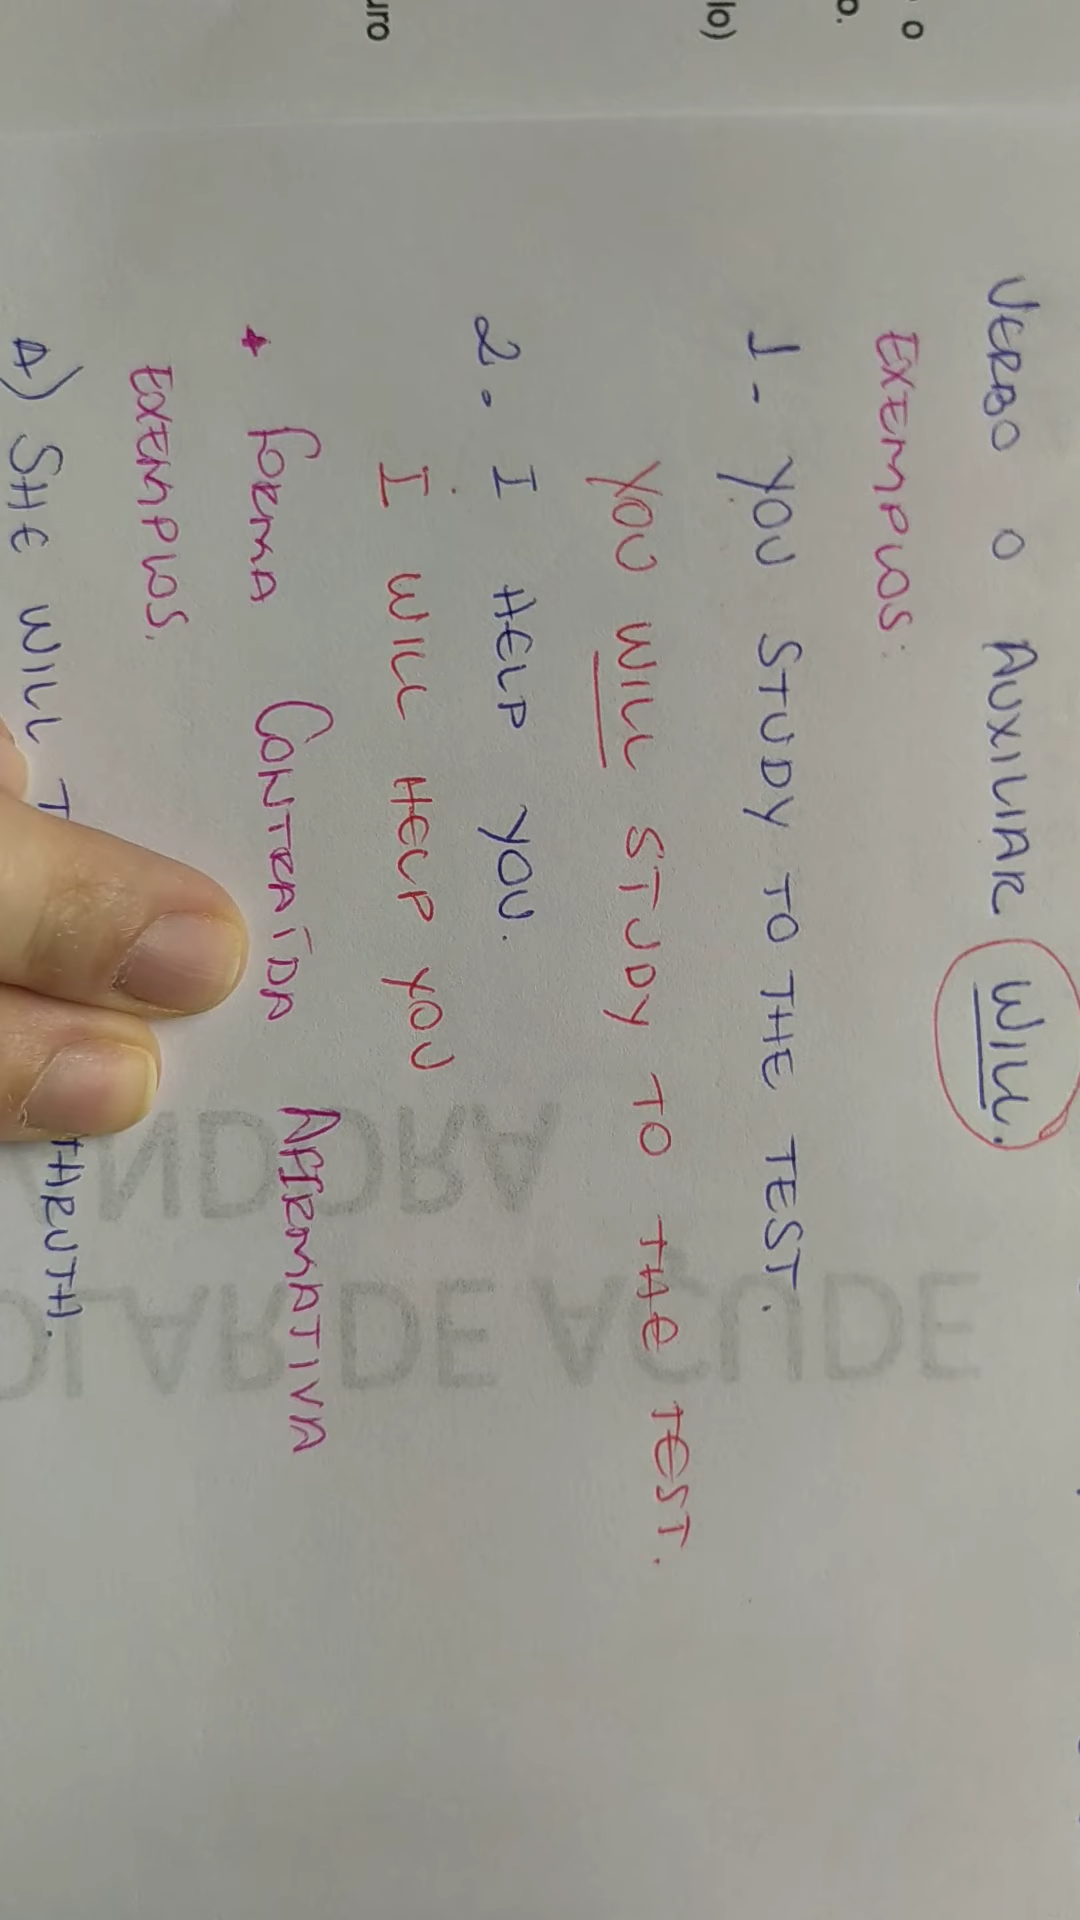 VERBO O AUXILIAR WILL.
EXEMPLOS:
1- YOU STUDY TO THE TEST.
YOU WILL STUDY TO THE TEST.
2. I HELP YOU.
I WILL HELP YOU
+ FORMA CONTRAÍDA AFIRMATIVA
EXEMPLOS.
A) SHE WILL T THRUTH.